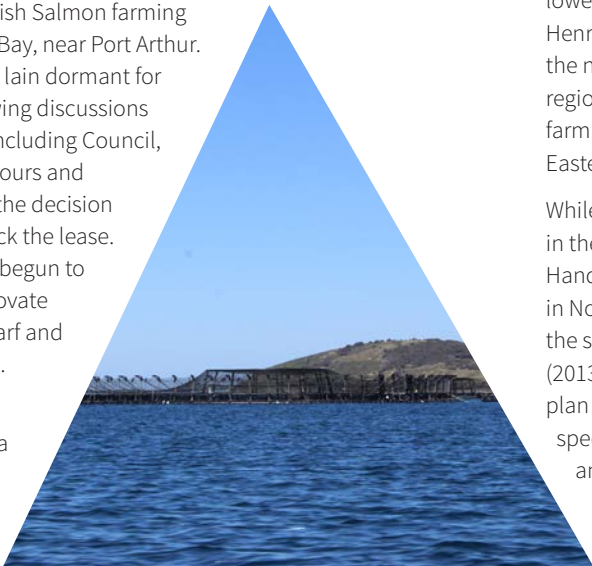 ish Salmon farming
Bay, near Port Arthur.
lain dormant for
ing discussions
ncluding Council,
ours and
the decision
ck the lease.
begun to
ovate
arf and
.
a
lowe
Henr
the n
regio
farm
Easte
While
in the
Hand
in No
the s
(2013
plan
spec
ar